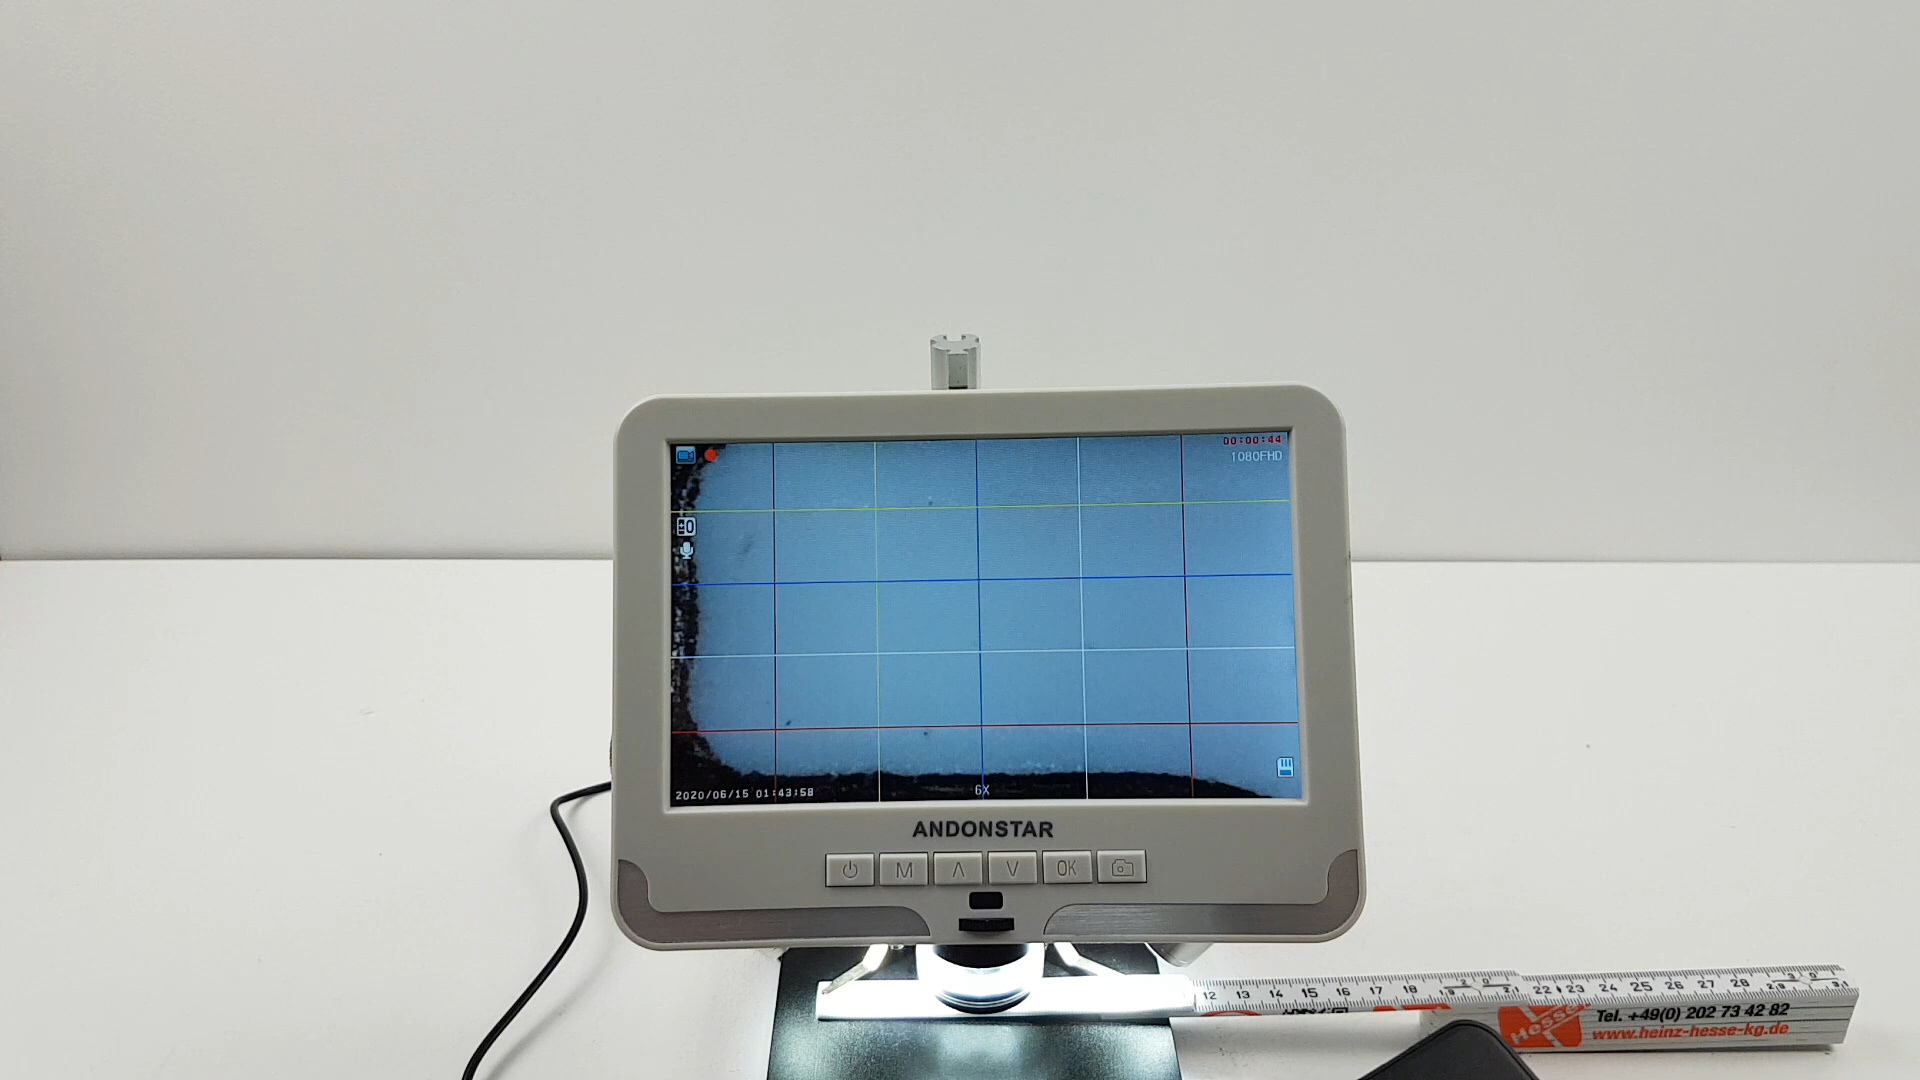 00:00:44
1080FHD
0
2020/06/15 01:43:58
6X
ANDONSTAR
M
OK
12 13 14 15 16 17 18
22 23 24 25 26 27 28
Hesse
Tel. +49(0) 202 73 42 82
www.heinz-hesse-kg.de